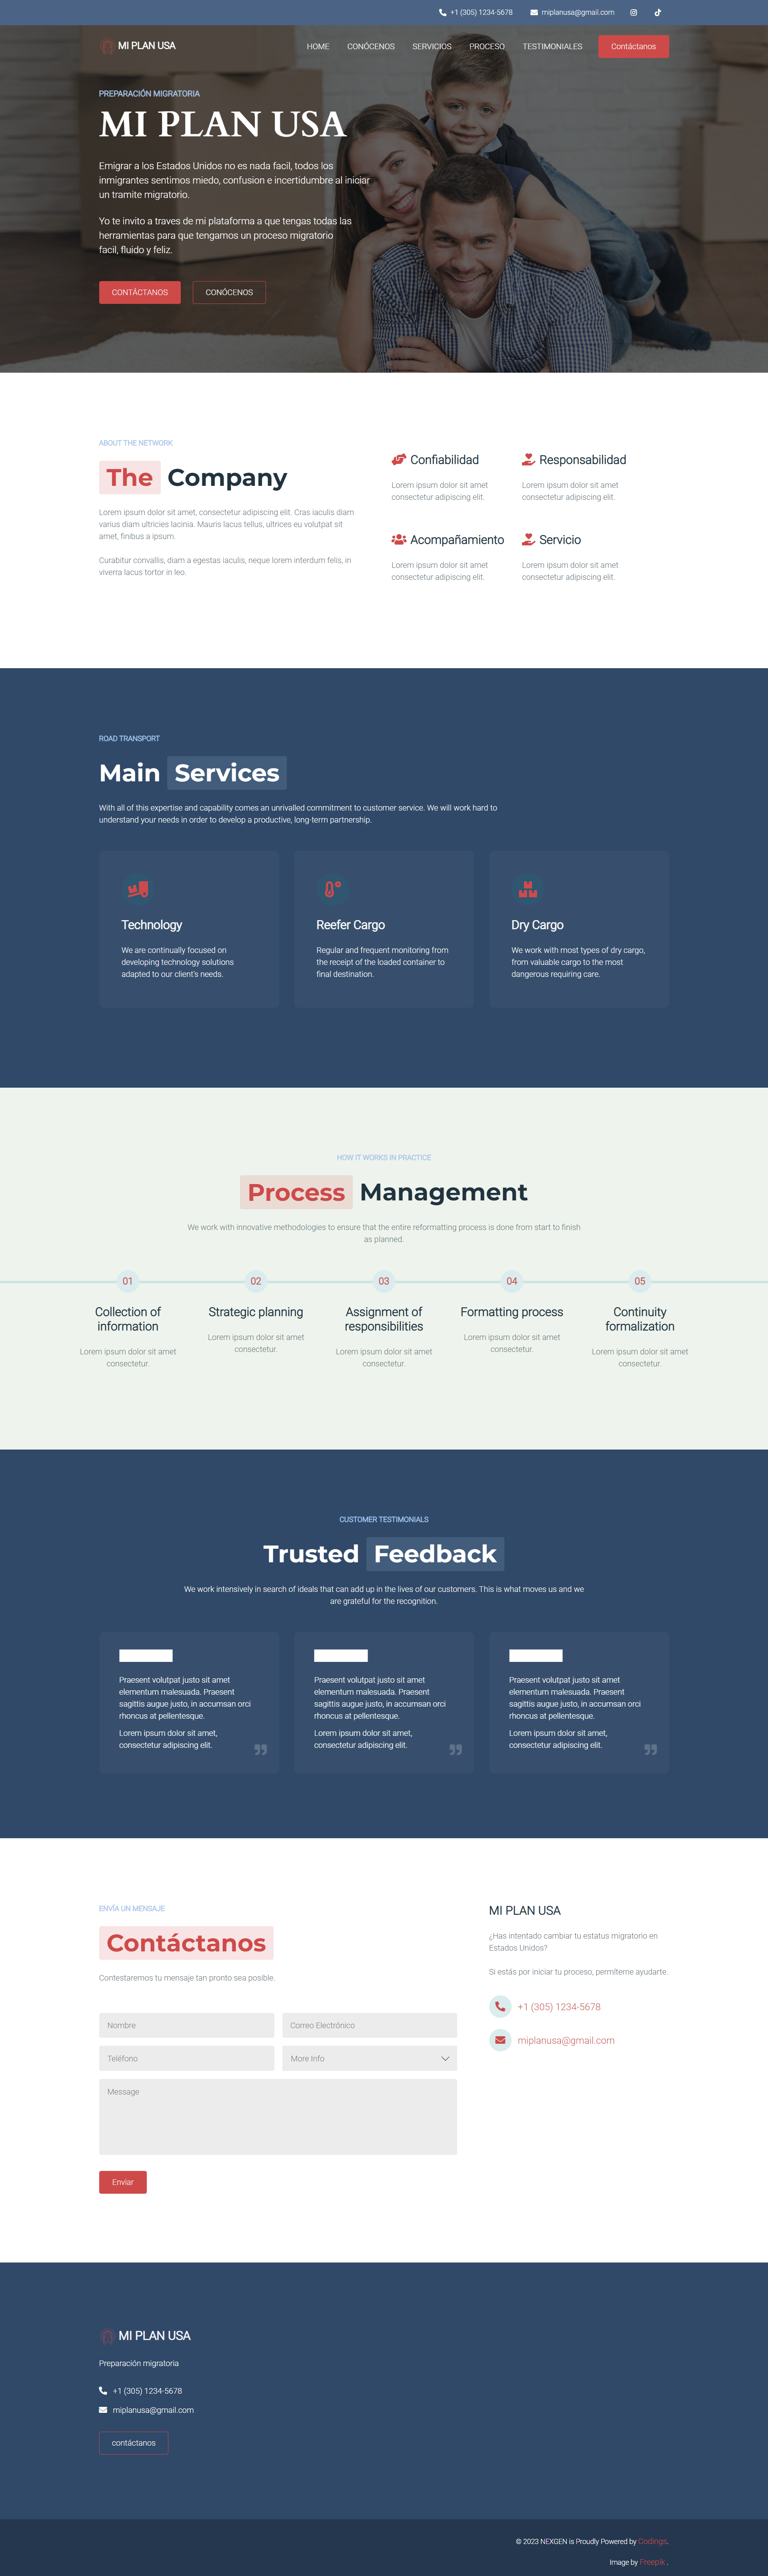 +1 (305) 1234-5678 miplanusa@gmail.com
MI PLAN USA HOME CONÓCENOS SERVICIOS PROCESO TESTIMONIALES Contáctanos
PREPARACIÓN MIGRATORIA
MI PLAN USA
Emigrar a los Estados Unidos no es nada facil, todos los
inmigrantes sentimos miedo, confusion e incertidumbre al iniciar
un tramite migratorio.
Yo te invito a traves de mi plataforma a que tengas todas las
herramientas para que tengamos un proceso migratorio
facil, fluido y feliz.
CONTÁCTANOS CONÓCENOS
ABOUT THE NETWORK
The Company
Lorem ipsum dolor sit amet, consectetur adipiscing elit. Cras iaculis diam
varius diam ultricies lacinia. Mauris lacus tellus, ultrices eu volutpat sit
amet, finibus a ipsum.
Curabitur convallis, diam a egestas iaculis, neque lorem interdum felis, in
viverra lacus tortor in leo.
Confiabilidad
Lorem ipsum dolor sit amet
consectetur adipiscing elit.
Responsabilidad
Lorem ipsum dolor sit amet
consectetur adipiscing elit.
Acompañamiento
Lorem ipsum dolor sit amet
consectetur adipiscing elit.
Servicio
Lorem ipsum dolor sit amet
consectetur adipiscing elit.
ROAD TRANSPORT
Main Services
With all of this expertise and capability comes an unrivalled commitment to customer service. We will work hard to
understand your needs in order to develop a productive, long-term partnership.
Technology
We are continually focused on
developing technology solutions
adapted to our client's needs.
Reefer Cargo
Regular and frequent monitoring from
the receipt of the loaded container to
final destination.
Dry Cargo
We work with most types of dry cargo,
from valuable cargo to the most
dangerous requiring care.
HOW IT WORKS IN PRACTICE
Process Management
We work with innovative methodologies to ensure that the entire reformatting process is done from start to finish
as planned.
01
Collection of
information
Lorem ipsum dolor sit amet
consectetur.
02
Strategic planning
Lorem ipsum dolor sit amet
consectetur.
03
Assignment of
responsibilities
Lorem ipsum dolor sit amet
consectetur.
04
Formatting process
Lorem ipsum dolor sit amet
consectetur.
05
Continuity
formalization
Lorem ipsum dolor sit amet
consectetur.
CUSTOMER TESTIMONIALS
Trusted Feedback
We work intensively in search of ideals that can add up in the lives of our customers. This is what moves us and we
are grateful for the recognition.
Praesent volutpat justo sit amet
elementum malesuada. Praesent
sagittis augue justo, in accumsan orci
rhoncus at pellentesque.
Lorem ipsum dolor sit amet,
consectetur adipiscing elit.
Praesent volutpat justo sit amet
elementum malesuada. Praesent
sagittis augue justo, in accumsan orci
rhoncus at pellentesque.
Lorem ipsum dolor sit amet,
consectetur adipiscing elit.
Praesent volutpat justo sit amet
elementum malesuada. Praesent
sagittis augue justo, in accumsan orci
rhoncus at pellentesque.
Lorem ipsum dolor sit amet,
consectetur adipiscing elit.
ENVÍA UN MENSAJE
Contáctanos
Contestaremos tu mensaje tan pronto sea posible.
Nombre Correo Electrónico
Teléfono More Info
Message
Enviar
MI PLAN USA
¿Has intentado cambiar tu estatus migratorio en
Estados Unidos?
Si estás por iniciar tu proceso, permíteme ayudarte.
+1 (305) 1234-5678
miplanusa@gmail.com
MI PLAN USA
Preparación migratoria
+1 (305) 1234-5678
miplanusa@gmail.com
contáctanos
© 2023 NEXGEN is Proudly Powered by Codings.
Image by Freepik .